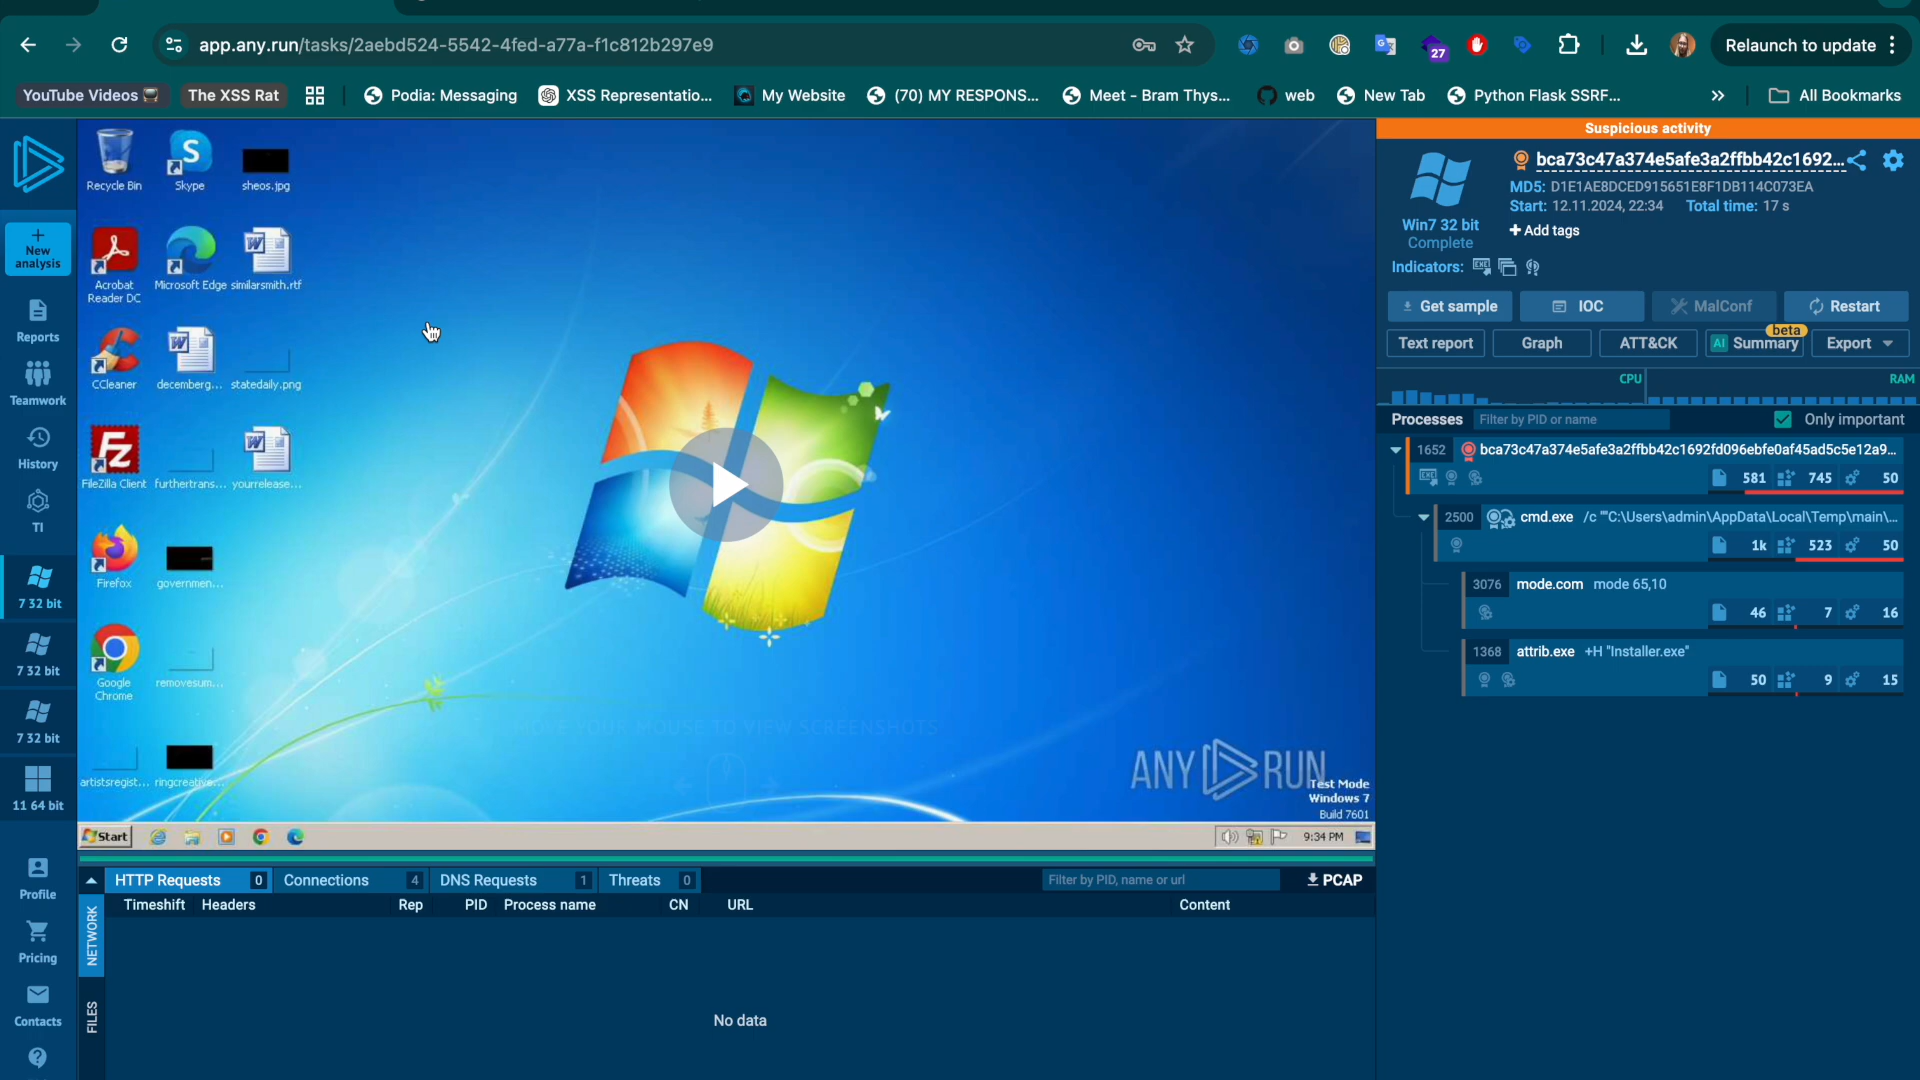 app.any.run/tasks/2aebd524-5542-4fed-a77a-f1c812b297e9
27
Relaunch to update
YouTube Videos
The XSS Rat
Podia: Messaging
XSS Representatio...
My Website
(70) MY RESPONS...
Meet - Bram Thys...
web
New Tab
Python Flask SSRF...
All Bookmarks
New analysis
Reports
Teamwork
History
TI
7 32 bit
7 32 bit
7 32 bit
11 64 bit
Profile
Pricing
Contacts
Recycle Bin
Skype
sheos.jpg
Acrobat Reader DC
Microsoft Edge
similarsmith.rtf
CCleaner
decemberg...
statedaily.png
FileZilla Client
furthertrans...
yourrelease...
Firefox
governmen...
Google Chrome
removesum...
artistsregist...
ringcreative...
MOVE YOUR MOUSE TO VIEW SCREENSHOTS
ANY RUN
Test Mode
Windows 7
Build 7601
Start
9:34 PM
HTTP Requests 0
Connections 4
DNS Requests 1
Threats 0
Filter by PID, name or url
PCAP
Timeshift Headers Rep PID Process name CN URL Content
NETWORK
FILES
No data
Suspicious activity
bca73c47a374e5afe3a2ffbb42c1692...
MD5: D1E1AE8DCED915651E8F1DB114C073EA
Start: 12.11.2024, 22:34 Total time: 17 s
Win7 32 bit
Complete
+ Add tags
Indicators:
Get sample
IOC
MalConf
Restart
Text report
Graph
ATT&CK
AI Summary
beta
Export
CPU
RAM
Processes
Filter by PID or name
Only important
1652 bca73c47a374e5afe3a2ffbb42c1692fd096ebfe0af45ad5c5e12a9...
581 745 50
2500 cmd.exe /c ""C:\Users\admin\AppData\Local\Temp\main\...
1k 523 50
3076 mode.com mode 65,10
46 7 16
1368 attrib.exe +H "Installer.exe"
50 9 15